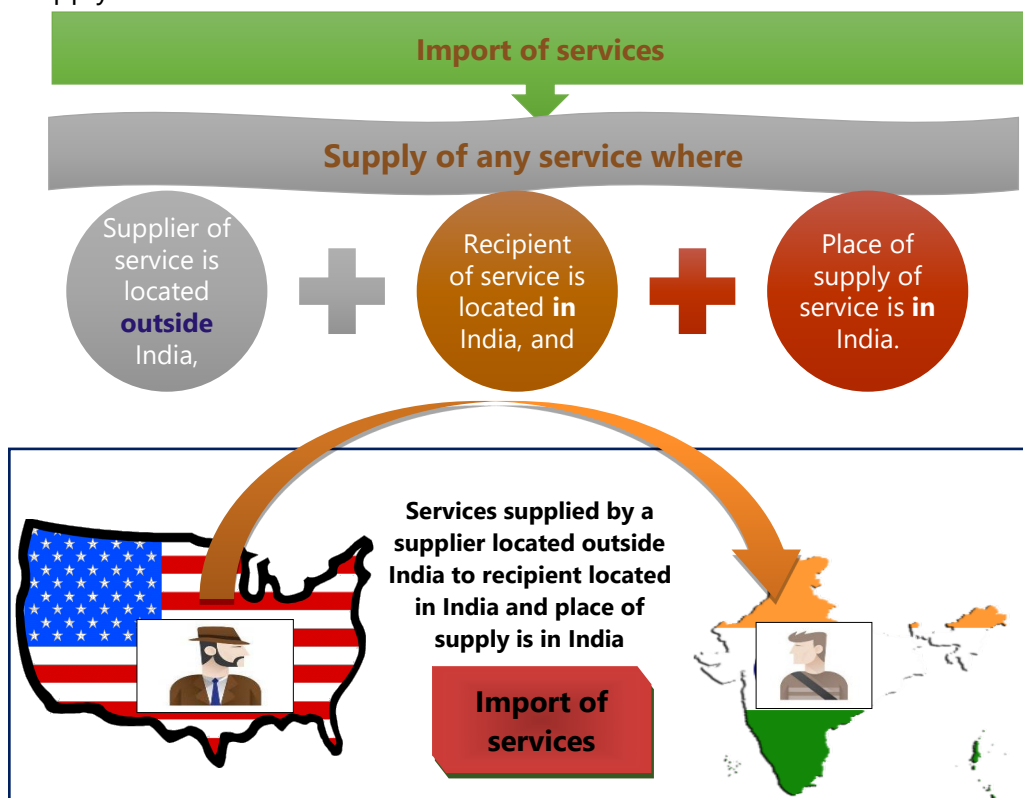 Import of services
Supply of any service where
Supplier of
service is
located
outside
India,
Recipient
of service is
located in
India, and
Place of
supply of
service is in
India.
Services supplied by a
supplier located outside
India to recipient located
in India and place of
supply is in India
Import of
services